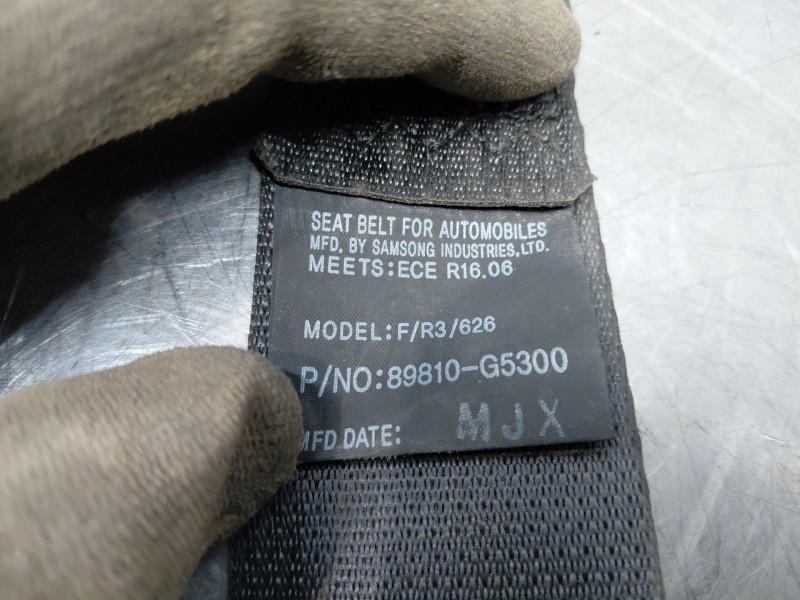 SEAT BELT FOR AUTOMOBILES
MFD. BY SAMSONG INDUSTRIES,LTD.
MEETS:ECE R16.06
MODEL:F/R3/626
P/NO:89810-G5300
MFD DATE: MJX